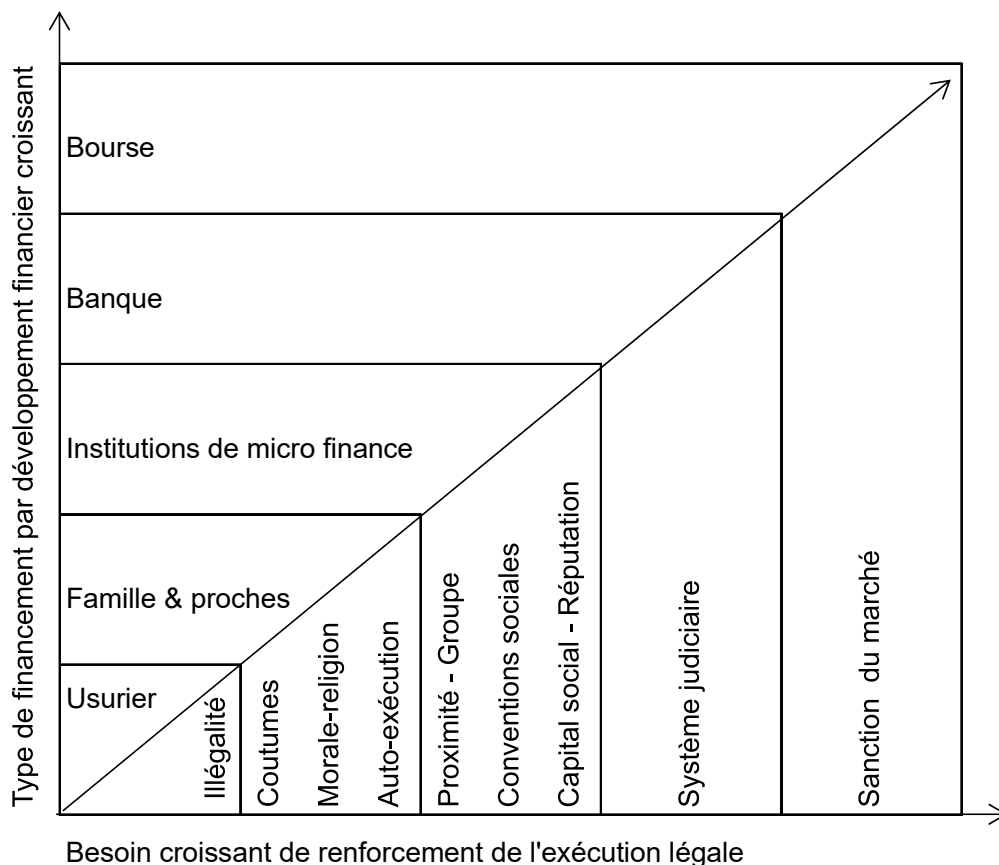 Type de financement par développement financier croissant
Bourse
Banque
Institutions de micro finance
Famille & proches
Usurier
Illégalité
Coutumes
Morale-religion
Auto-exécution
Proximité - Groupe
Conventions sociales
Capital social - Réputation
Système judiciaire
Sanction du marché
Besoin croissant de renforcement de l'exécution légale